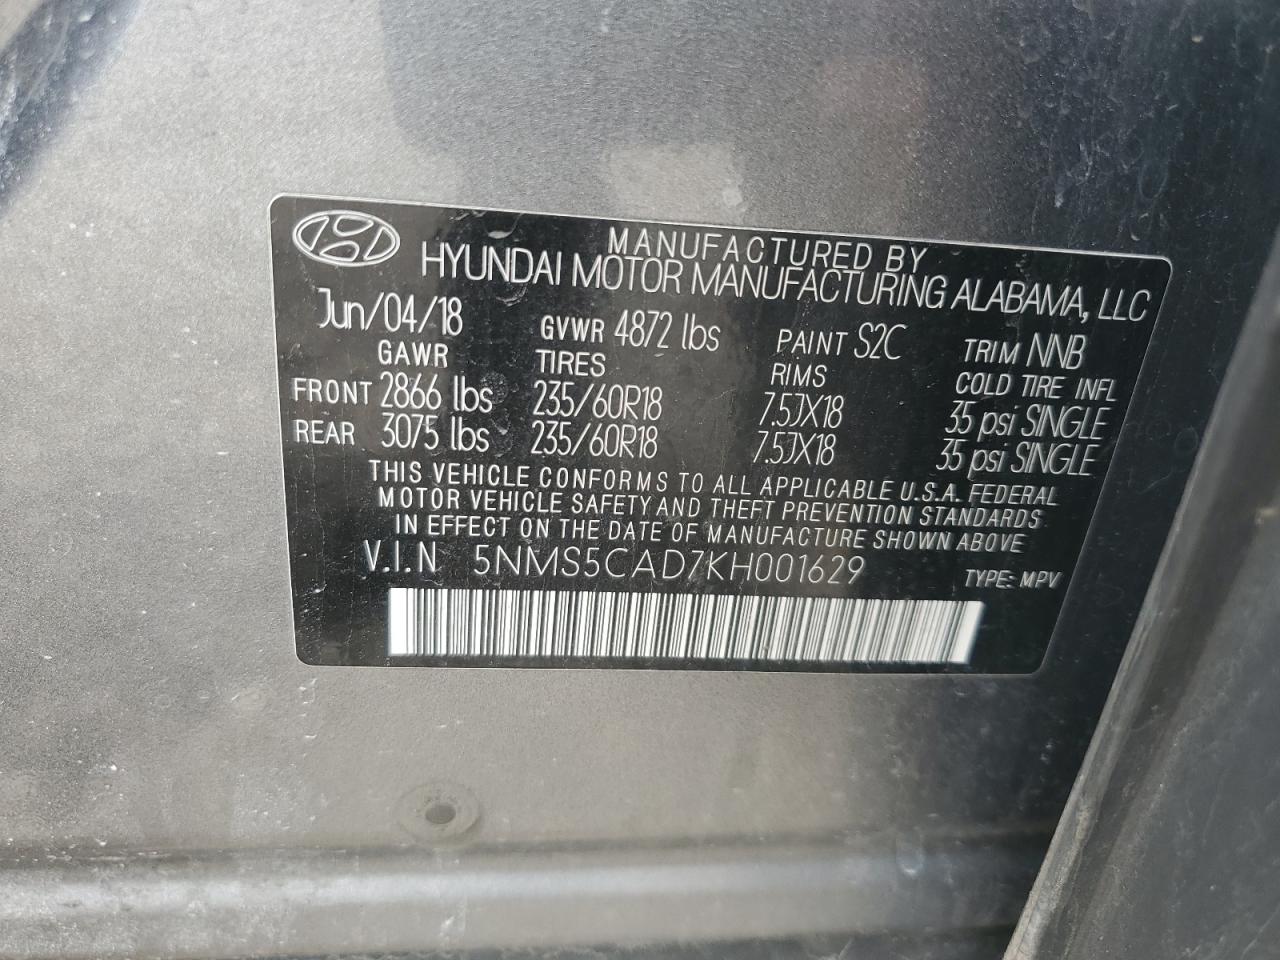 MANUFACTURED BY
HYUNDAI MOTOR MANUFACTURING ALABAMA, LLC
Jun/04/18 GVWR 4872 lbs PAINT S2C TRIM NNB
GAWR TIRES RIMS COLD TIRE INFL
FRONT 2866 lbs 235/60R18 7.5JX18 35 psi SINGLE
REAR 3075 lbs 235/60R18 7.5JX18 35 psi SINGLE
THIS VEHICLE CONFORMS TO ALL APPLICABLE U.S.A. FEDERAL
MOTOR VEHICLE SAFETY AND THEFT PREVENTION STANDARDS
IN EFFECT ON THE DATE OF MANUFACTURE SHOWN ABOVE
V.I.N 5NMS5CAD7KH001629 TYPE: MPV